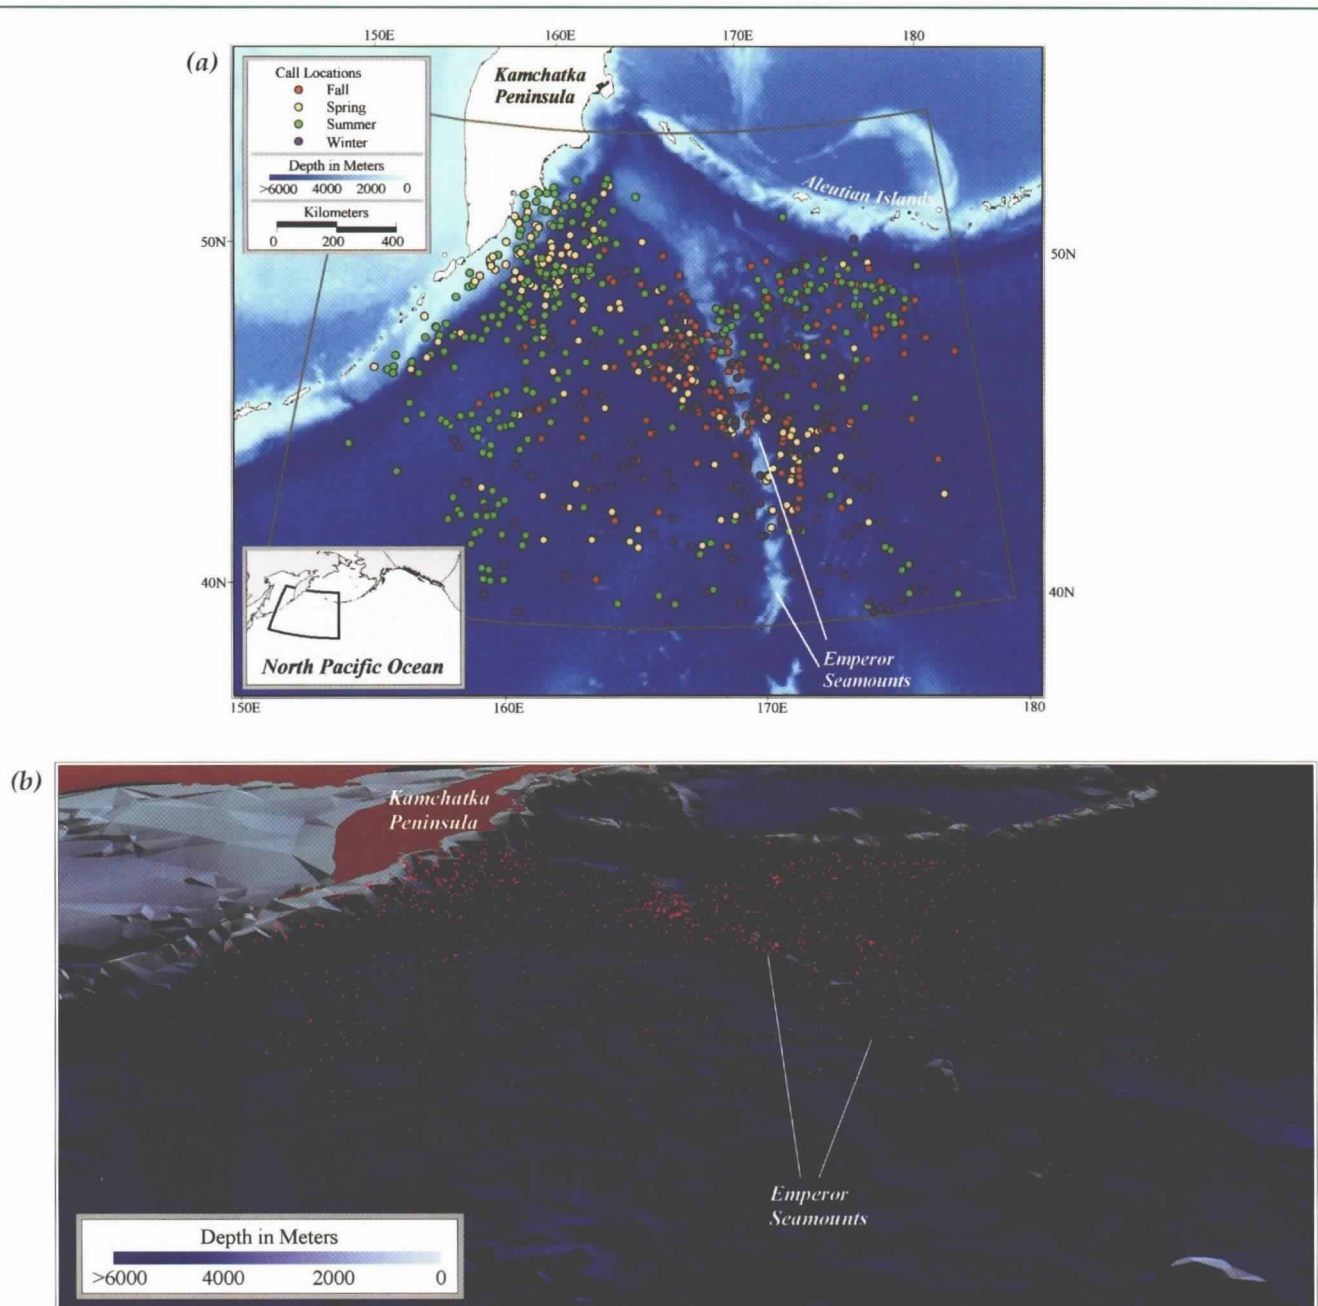 (a)
150E 160E 170E 180
Call Locations
Fall
Spring
Summer
Winter
Depth in Meters
>6000 4000 2000 0
Kilometers
0 200 400
Kamchatka
Peninsula
Aleutian Islands
50N 50N
40N 40N
North Pacific Ocean
Emperor
Seamounts
150E 160E 170E 180
(b)
Kamchatka
Peninsula
Emperor
Seamounts
Depth in Meters
>6000 4000 2000 0